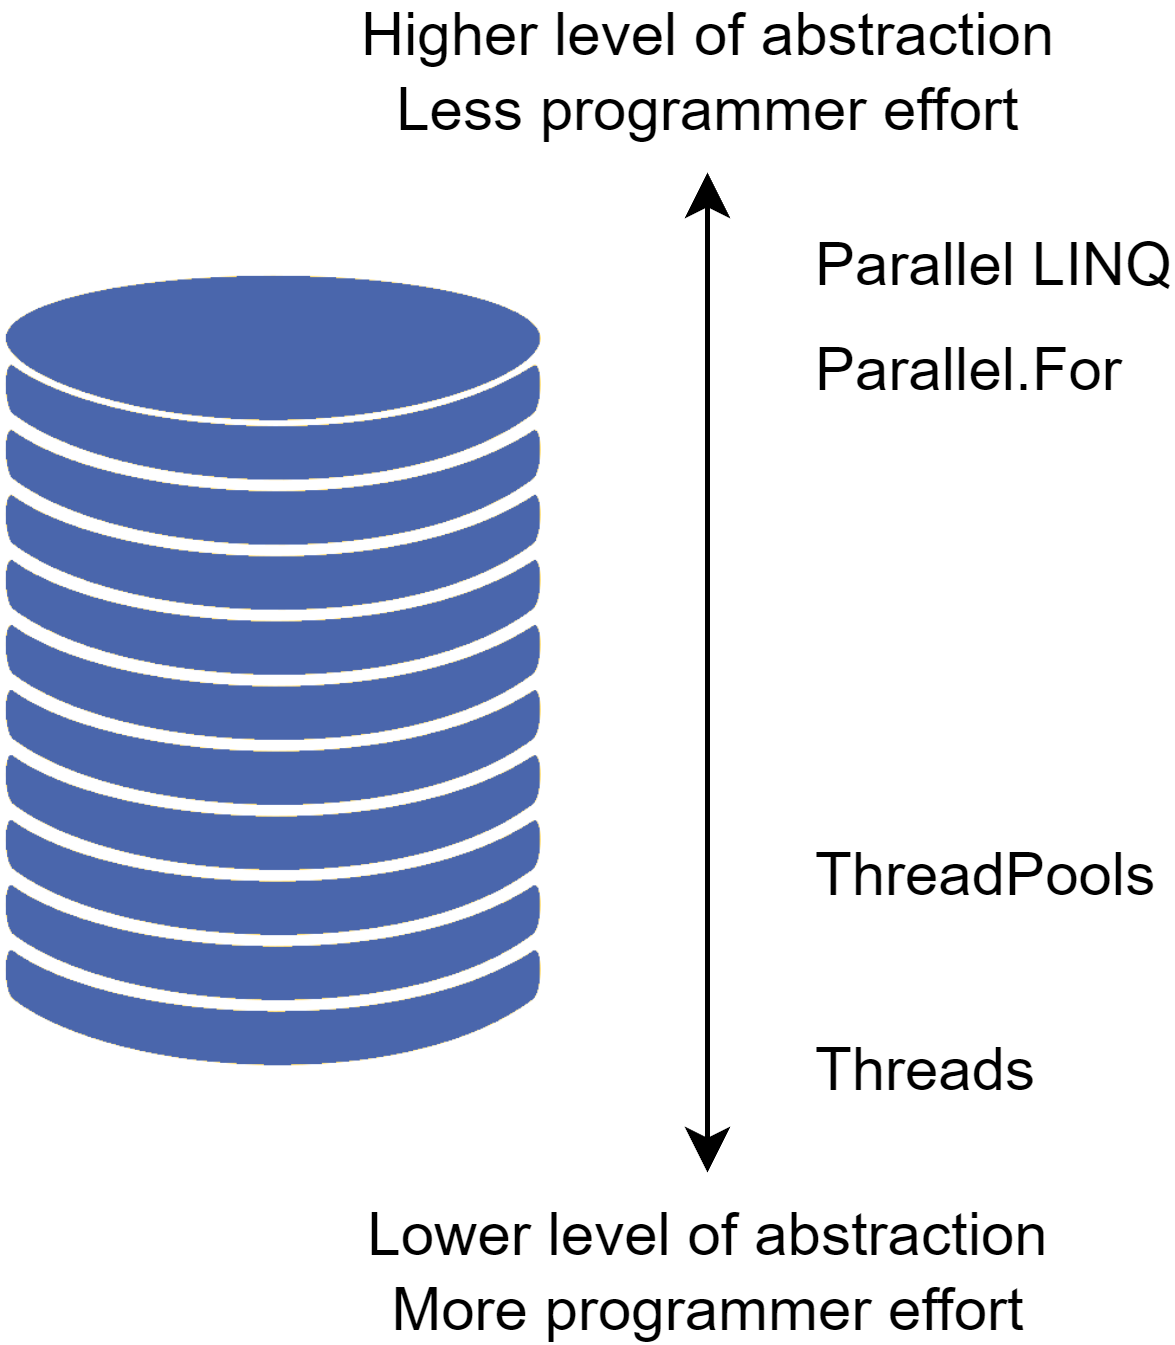 Higher level of abstraction
Less programmer effort
Parallel LINQ
Parallel.For
ThreadPools
Threads
Lower level of abstraction
More programmer effort